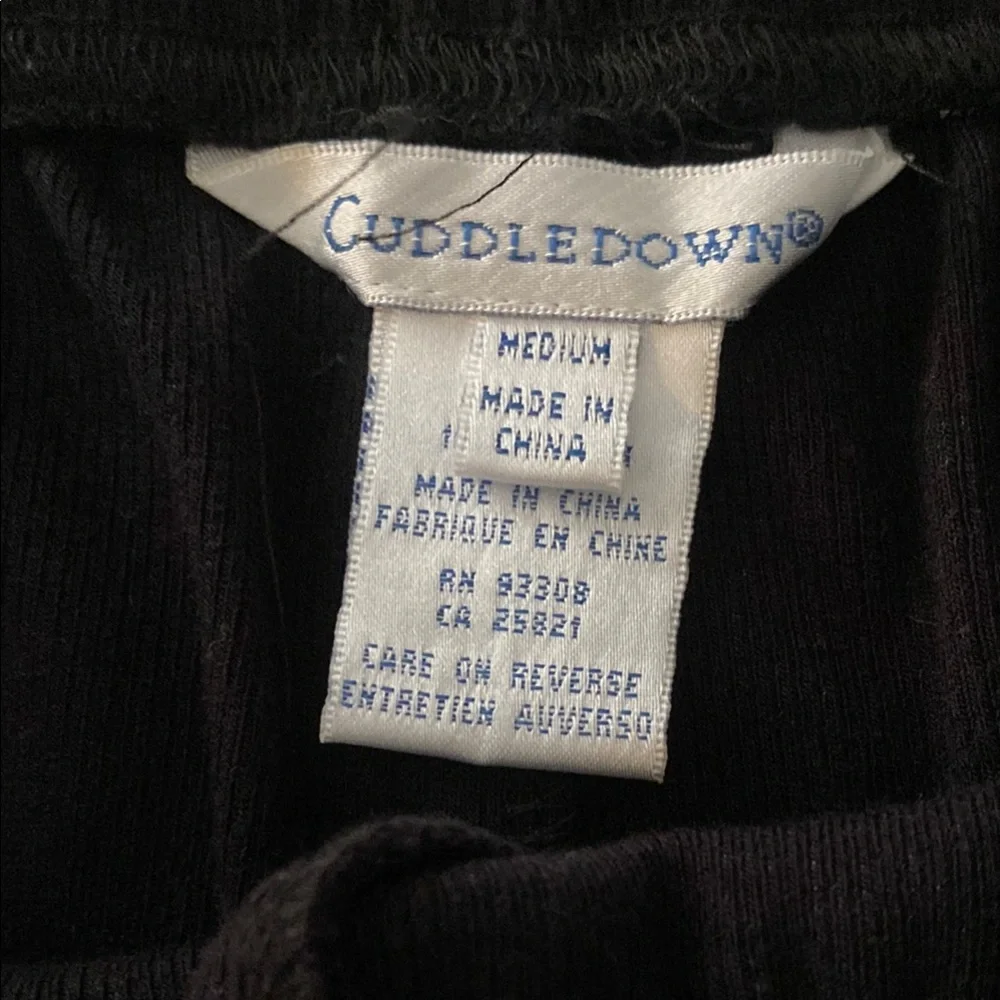 CUDDLEDOWN®
MEDIUM
MADE IN
CHINA
MADE IN CHINA
FABRIQUE EN CHINE
RN 93308
CA 25821
CARE ON REVERSE
ENTRETIEN AUVERSO